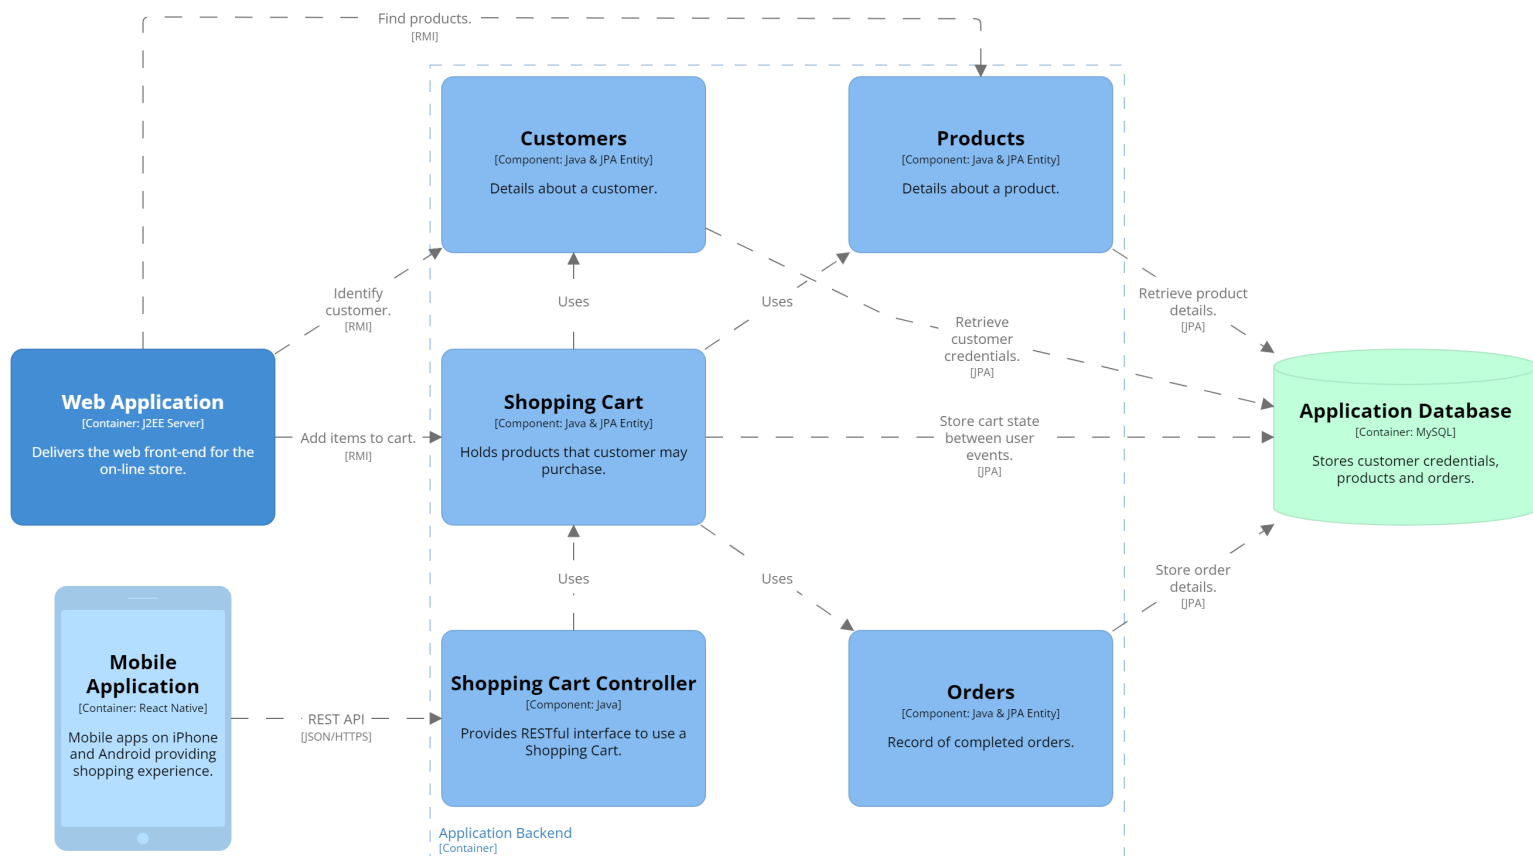 Find products.
[RMI]
Customers
[Component: Java & JPA Entity]
Details about a customer.
Products
[Component: Java & JPA Entity]
Details about a product.
Identify
customer.
[RMI]
Uses
Uses
Retrieve product
details.
[JPA]
Retrieve
customer
credentials.
[JPA]
Web Application
[Container: J2EE Server]
Delivers the web front-end for the
on-line store.
Add items to cart.
[RMI]
Shopping Cart
[Component: Java & JPA Entity]
Holds products that customer may
purchase.
Store cart state
between user
events.
[JPA]
Application Database
[Container: MySQL]
Stores customer credentials,
products and orders.
Uses
Uses
Store order
details.
[JPA]
Mobile
Application
[Container: React Native]
Mobile apps on iPhone
and Android providing
shopping experience.
REST API
[JSON/HTTPS]
Shopping Cart Controller
[Component: Java]
Provides RESTful interface to use a
Shopping Cart.
Orders
[Component: Java & JPA Entity]
Record of completed orders.
Application Backend
[Container]